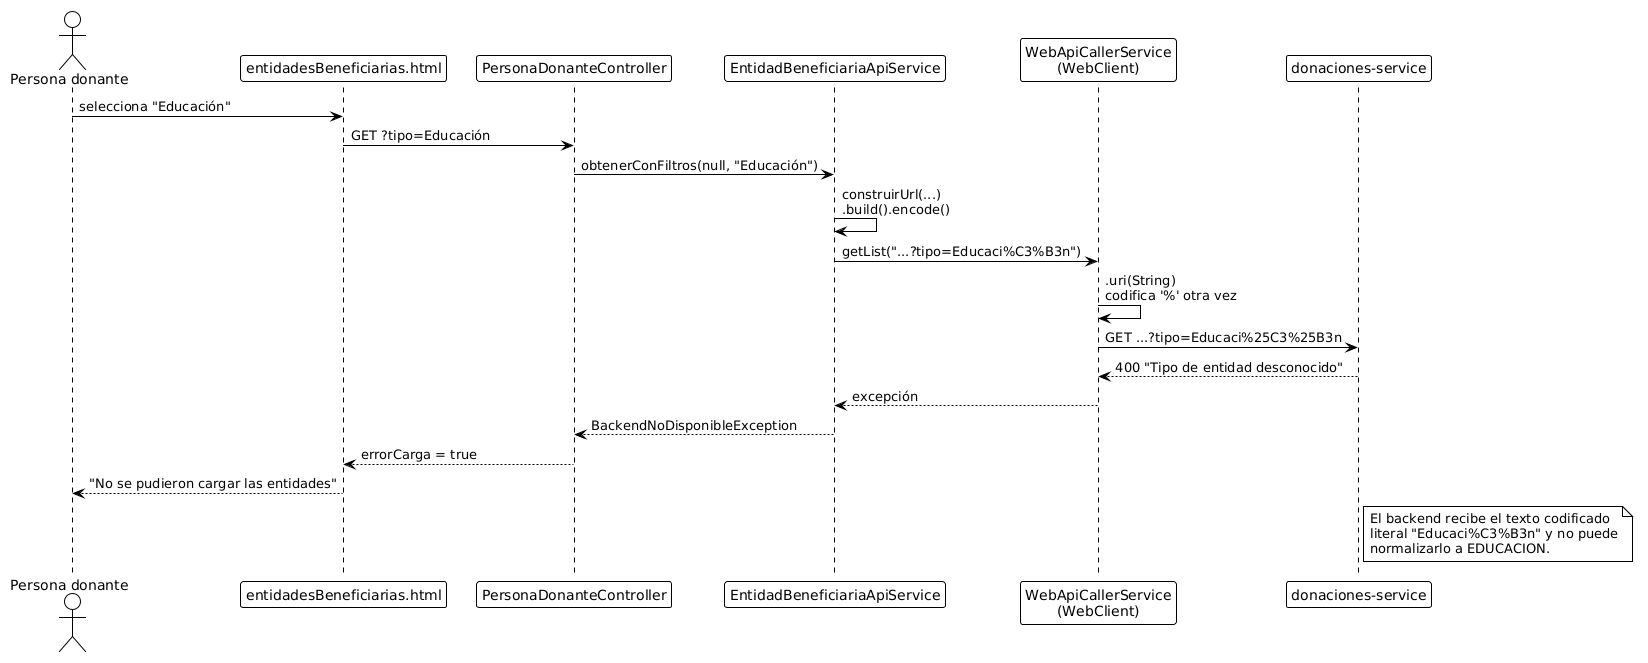 Persona donante
entidadesBeneficiarias.html
PersonaDonanteController
EntidadBeneficiariaApiService
WebApiCallerService
(WebClient)
donaciones-service
selecciona "Educación"
GET ?tipo=Educación
obtenerConFiltros(null, "Educación")
construirUrl(...)
.build().encode()
getList("...?tipo=Educaci%C3%B3n")
.uri(String)
codifica '%' otra vez
GET ...?tipo=Educaci%25C3%25B3n
400 "Tipo de entidad desconocido"
excepción
BackendNoDisponibleException
errorCarga = true
"No se pudieron cargar las entidades"
El backend recibe el texto codificado
literal "Educaci%C3%B3n" y no puede
normalizarlo a EDUCACION.
Persona donante
entidadesBeneficiarias.html
PersonaDonanteController
EntidadBeneficiariaApiService
WebApiCallerService
(WebClient)
donaciones-service